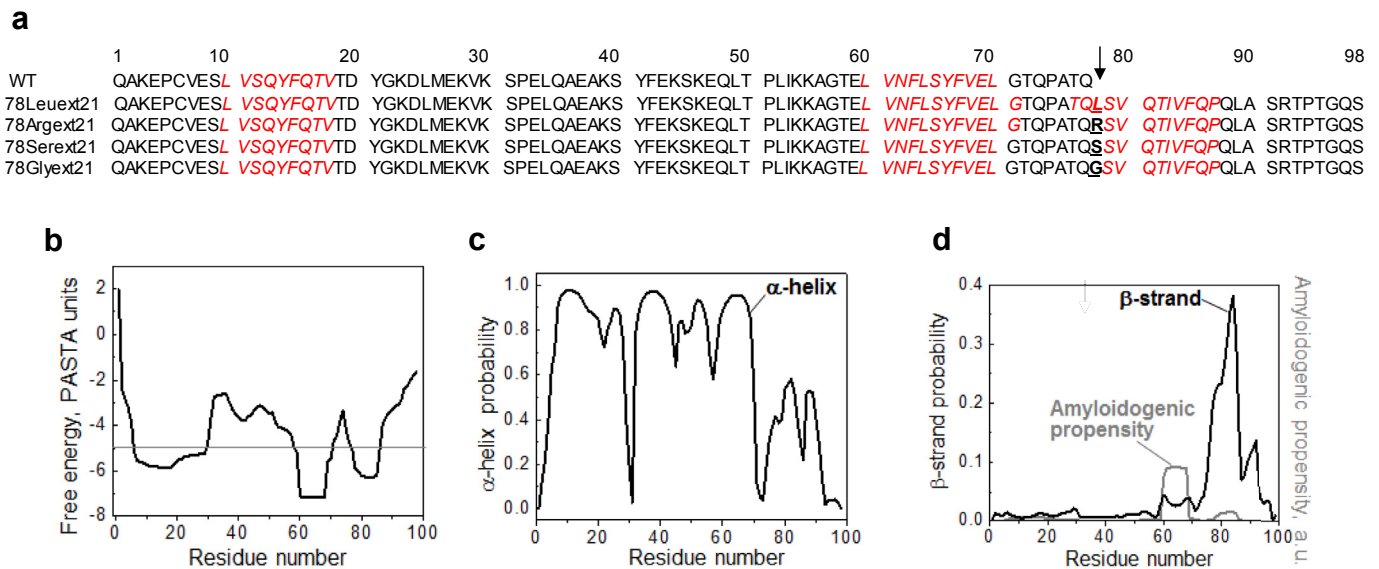 a
1 10 20 30 40 50 60 70 80 90 98
WT QAKEPCVESL VSQYFQTVTD YGKDLMEKVK SPELQAEAKS YFEKSKEQLT PLIKKAGTEL VNFLSYFVEL GTQPATQ
78Leuext21 QAKEPCVESL VSQYFQTVTD YGKDLMEKVK SPELQAEAKS YFEKSKEQLT PLIKKAGTEL VNFLSYFVEL GTQPATQLSV QTIVFQPQLA SRTPTGQS
78Argext21 QAKEPCVESL VSQYFQTVTD YGKDLMEKVK SPELQAEAKS YFEKSKEQLT PLIKKAGTEL VNFLSYFVEL GTQPATQRSV QTIVFQPQLA SRTPTGQS
78Serext21 QAKEPCVESL VSQYFQTVTD YGKDLMEKVK SPELQAEAKS YFEKSKEQLT PLIKKAGTEL VNFLSYFVEL GTQPATQSSV QTIVFQPQLA SRTPTGQS
78Glyext21 QAKEPCVESL VSQYFQTVTD YGKDLMEKVK SPELQAEAKS YFEKSKEQLT PLIKKAGTEL VNFLSYFVEL GTQPATQGSV QTIVFQPQLA SRTPTGQS
b
Free energy, PASTA units
2
0
-2
-4
-6
-8
0 20 40 60 80 100
Residue number
c
α-helix probability
1.0
0.8
0.6
0.4
0.2
0.0
α-helix
0 20 40 60 80 100
Residue number
d
β-strand probability
0.4
0.3
0.2
0.1
0.0
β-strand
Amyloidogenic
propensity
0 20 40 60 80 100
Residue number
Amyloidogenic propensity, a.u.